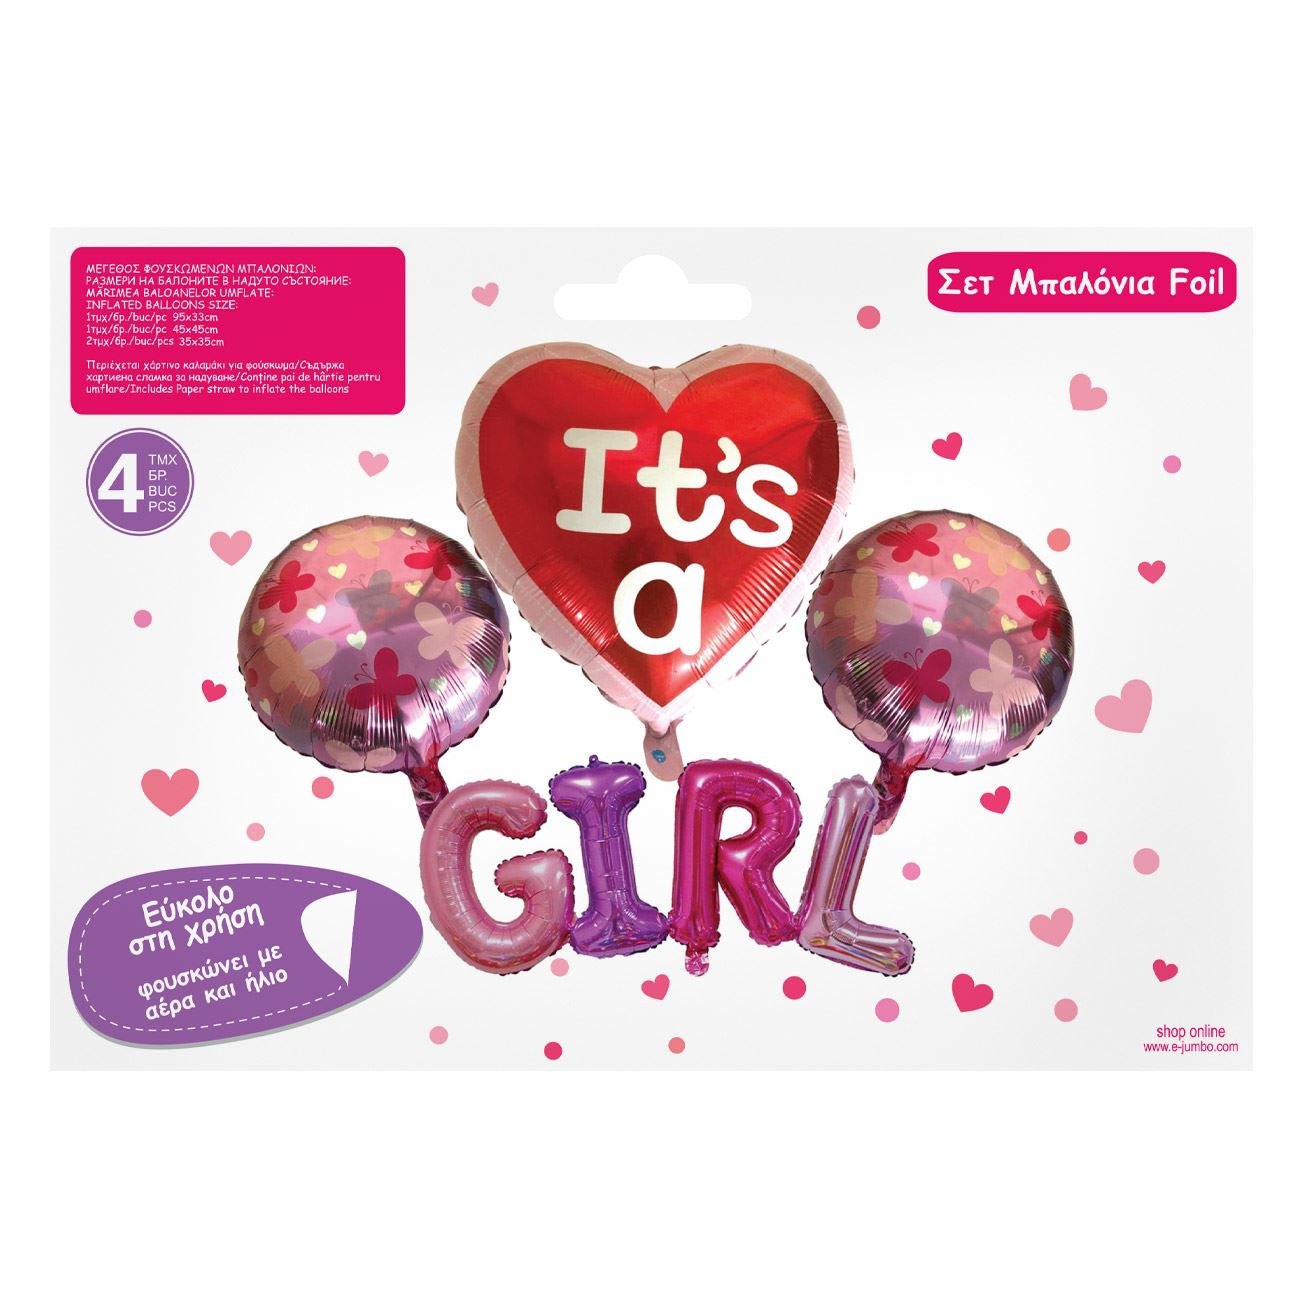 ΜΕΓΕΘΟΣ ΦΟΥΣΚΩΜΕΝΩΝ ΜΠΑΛΟΝΙΩΝ:
РАЗМЕРИ НА БАЛОНИТЕ В НАДУТО СЪСТОЯНИЕ:
MĂRIMEA BALOANELOR UMFLATE:
INFLATED BALLOONS SIZE:
1τμχ/бр./buc/pc 95x33cm
1τμχ/бр./buc/pc 45x45cm
2τμχ/бр./buc/pcs 35x35cm
Περιέχεται χάρτινο καλαμάκι για φούσκωμα/Съдържа
хартиена сламка за надуване/Conține pai de hârtie pentru
umflare/Includes Paper straw to inflate the balloons
Σετ Μπαλόνια Foil
4
ΤΜΧ
БР.
BUC
PCS
It's
a
GIRL
Εύκολο
στη χρήση
φουσκώνει με
αέρα και ήλιο
shop online
www.e-jumbo.com